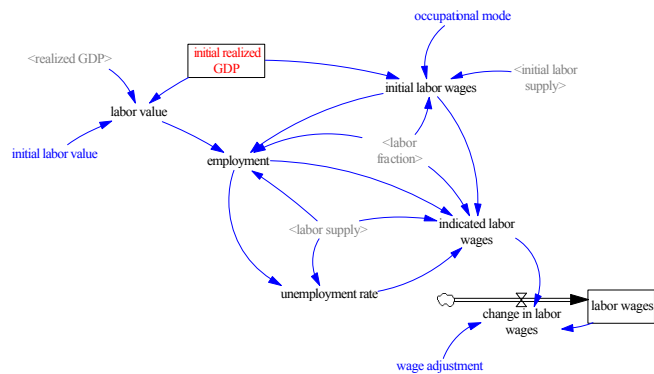 occupational mode
<realized GDP>
initial realized
GDP
<initial labor
supply>
initial labor wages
labor value
<labor
fraction>
initial labor value
employment
<labor supply>
indicated labor
wages
unemployment rate
labor wages
change in labor
wages
wage adjustment